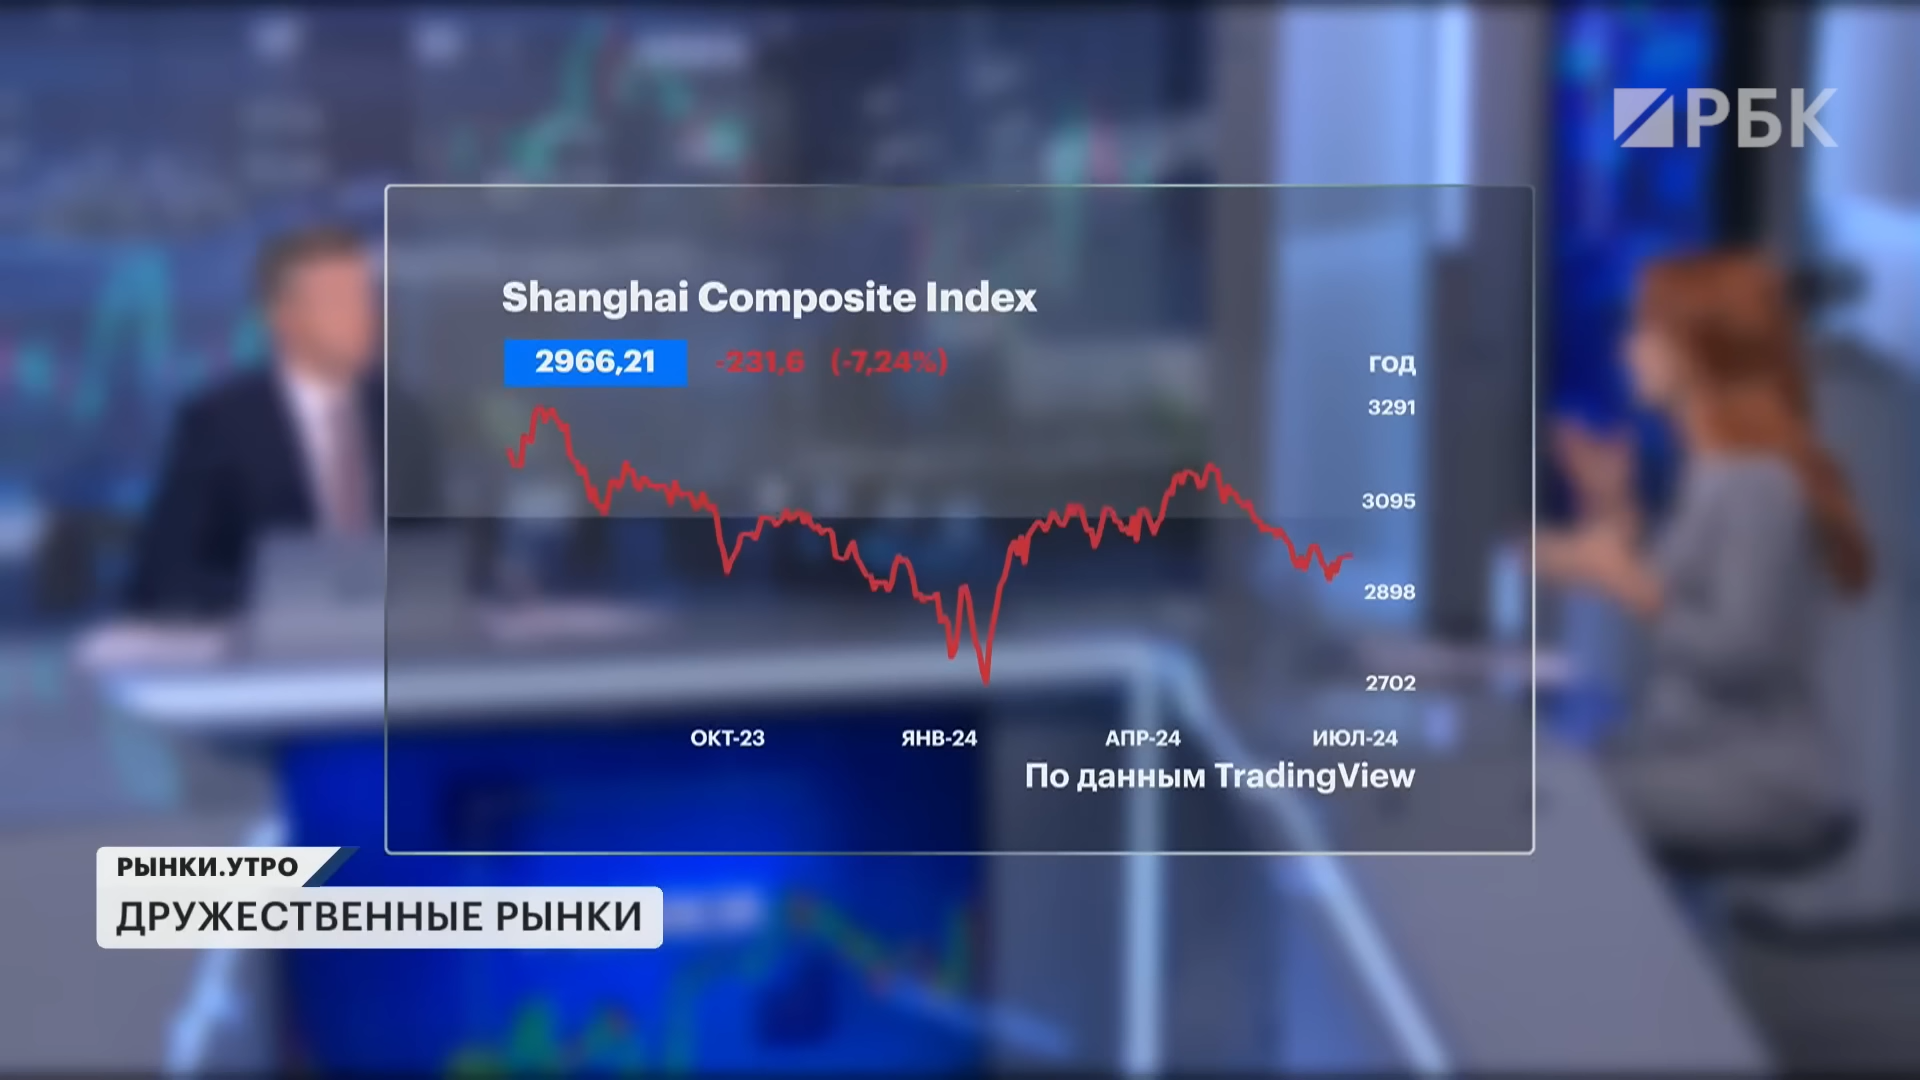 РБК
Shanghai Composite Index
2966,21 -231,6 (-7,24%)
ГОД
3291
3095
2898
2702
ОКТ-23 ЯНВ-24 АПР-24 ИЮЛ-24
По данным TradingView
РЫНКИ.УТРО
ДРУЖЕСТВЕННЫЕ РЫНКИ